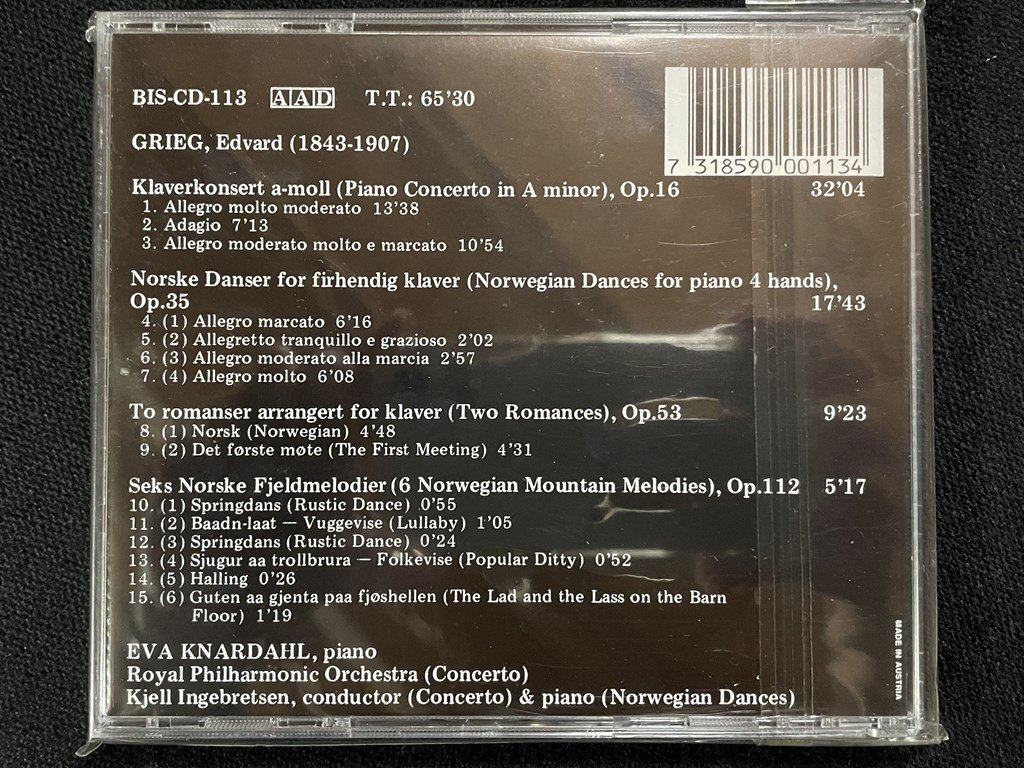 BIS-CD-113 AAD T.T.: 65'30
GRIEG, Edvard (1843-1907)
7 318590 001134
Klaverkonsert a-moll (Piano Concerto in A minor), Op.16 32'04
1. Allegro molto moderato 13'38
2. Adagio 7'13
3. Allegro moderato molto e marcato 10'54
Norske Danser for firhendig klaver (Norwegian Dances for piano 4 hands),
Op.35 17'43
4. (1) Allegro marcato 6'16
5. (2) Allegretto tranquillo e grazioso 2'02
6. (3) Allegro moderato alla marcia 2'57
7. (4) Allegro molto 6'08
To romanser arrangert for klaver (Two Romances), Op.53 9'23
8. (1) Norsk (Norwegian) 4'48
9. (2) Det første møte (The First Meeting) 4'31
Seks Norske Fjeldmelodier (6 Norwegian Mountain Melodies), Op.112 5'17
10. (1) Springdans (Rustic Dance) 0'55
11. (2) Baadn-laat — Vuggevise (Lullaby) 1'05
12. (3) Springdans (Rustic Dance) 0'24
13. (4) Sjugur aa trollbrura — Folkevise (Popular Ditty) 0'52
14. (5) Halling 0'26
15. (6) Guten aa gjenta paa fjøshellen (The Lad and the Lass on the Barn
Floor) 1'19
EVA KNARDAHL, piano
Royal Philharmonic Orchestra (Concerto)
Kjell Ingebretsen, conductor (Concerto) & piano (Norwegian Dances)
MADE IN AUSTRIA